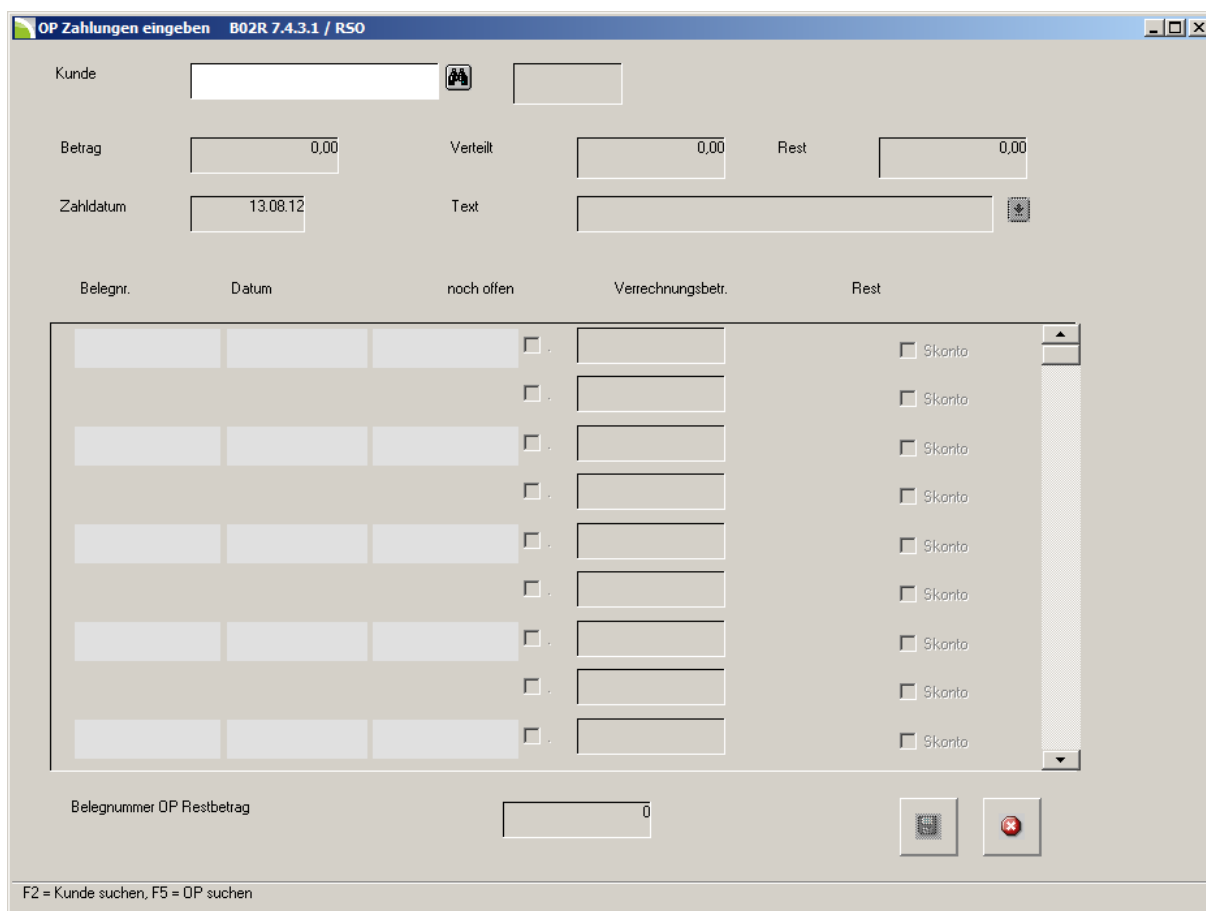 OP Zahlungen eingeben B02R 7.4.3.1 / RSO
Kunde
Betrag 0,00 Verteilt 0,00 Rest 0,00
Zahldatum 13.08.12 Text
Belegnr. Datum noch offen Verrechnungsbetr. Rest
. Skonto
. Skonto
. Skonto
. Skonto
. Skonto
. Skonto
. Skonto
. Skonto
. Skonto
Belegnummer OP Restbetrag 0
F2 = Kunde suchen, F5 = OP suchen